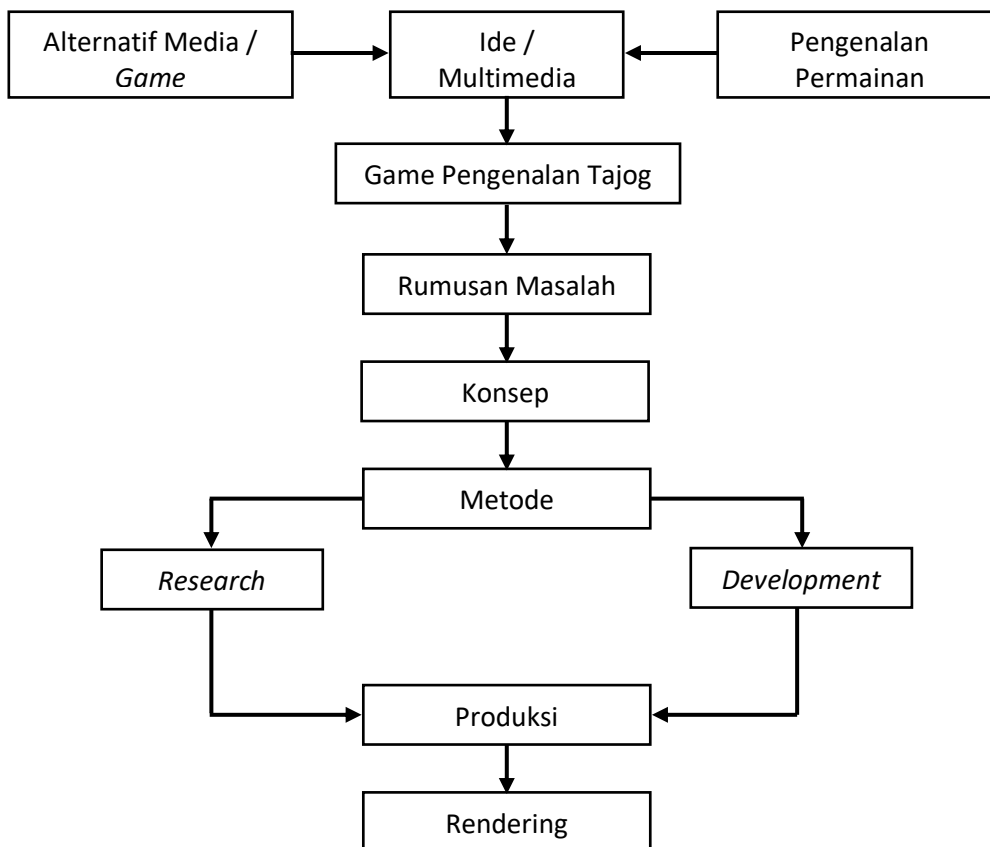 Alternatif Media /
Game
Ide /
Multimedia
Pengenalan
Permainan
Game Pengenalan Tajog
Rumusan Masalah
Konsep
Metode
Research
Development
Produksi
Rendering